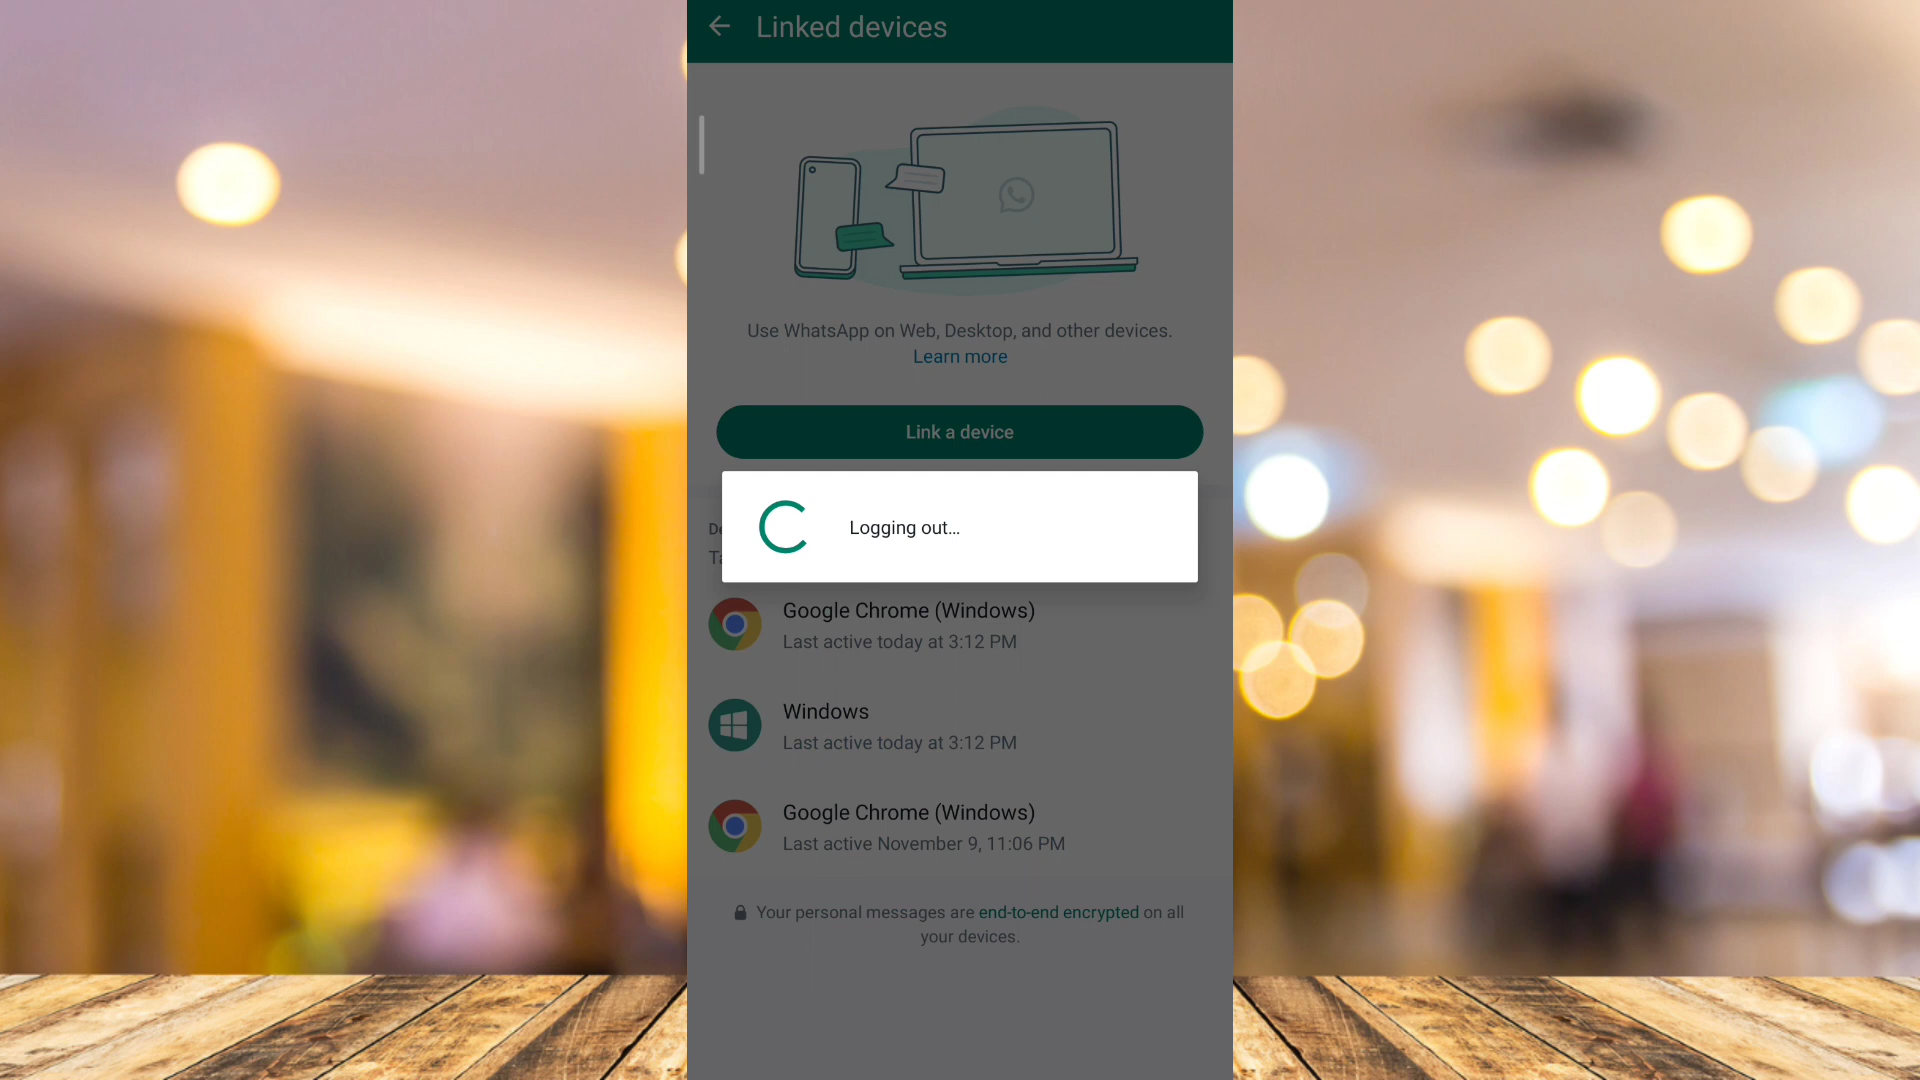 Linked devices
Use WhatsApp on Web, Desktop, and other devices.
Learn more
Link a device
Logging out...
Google Chrome (Windows)
Last active today at 3:12 PM
Windows
Last active today at 3:12 PM
Google Chrome (Windows)
Last active November 9, 11:06 PM
Your personal messages are end-to-end encrypted on all
your devices.